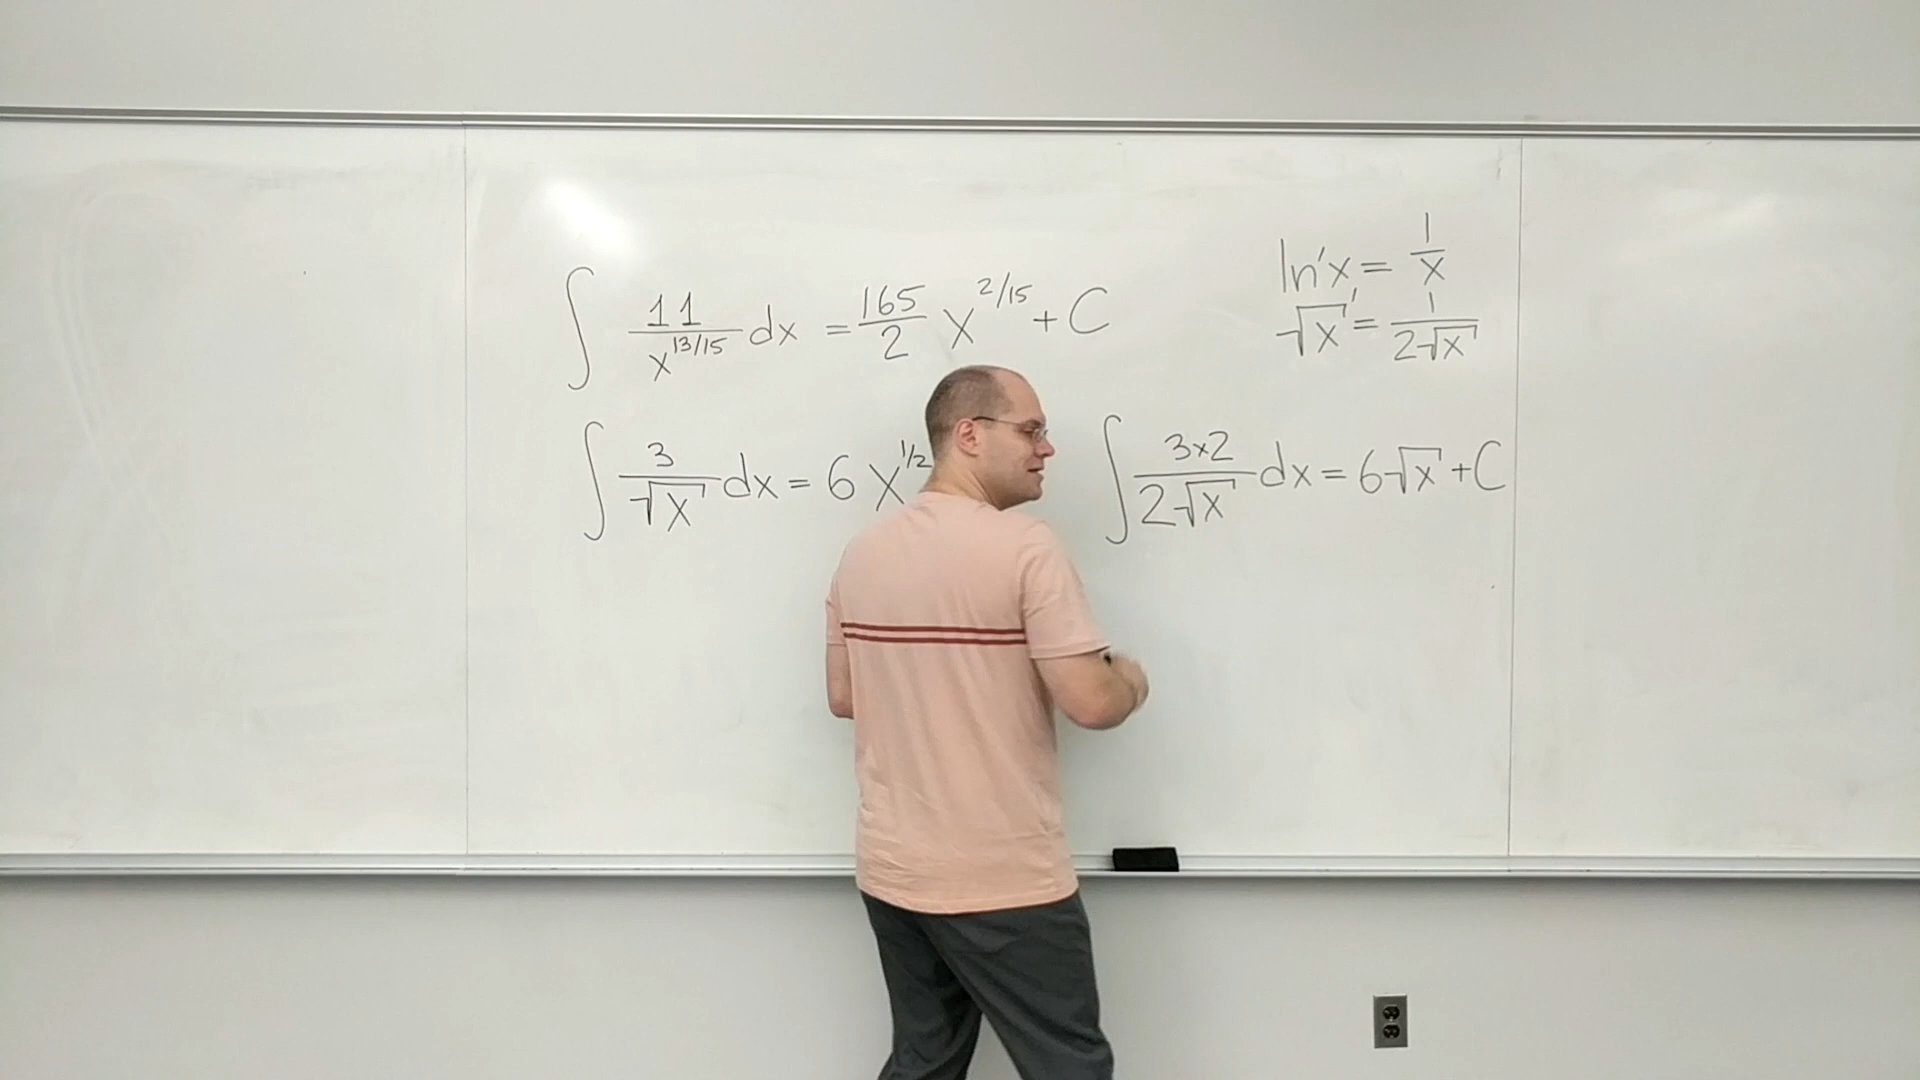 ∫ 11/x^{13/15} dx = 165/2 x^{2/15} + C
ln'x = 1/x
√x' = 1/(2√x)
∫ 3/√x dx = 6x^{1/2}
∫ (3x2)/(2√x) dx = 6√x + C